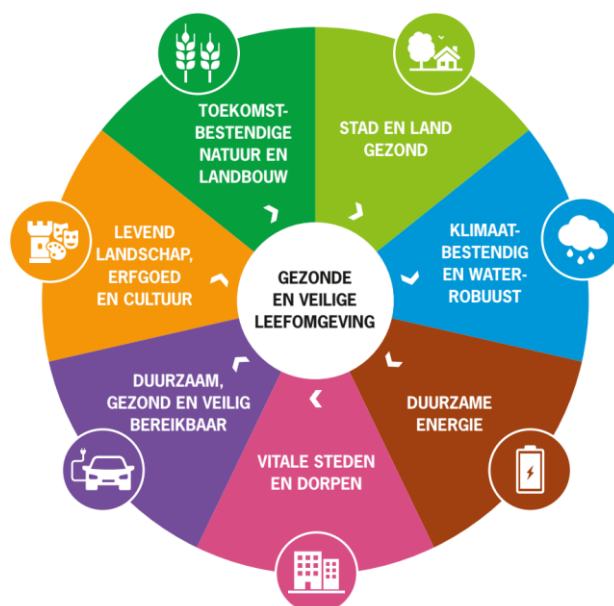 TOEKOMST-
BESTENDIGE
NATUUR EN
LANDBOUW
STAD EN LAND
GEZOND
KLIMAAT-
BESTENDIG
EN WATER-
ROBUUST
DUURZAME
ENERGIE
VITALE STEDEN
EN DORPEN
DUURZAAM,
GEZOND EN VEILIG
BEREIKBAAR
LEVEND
LANDSCHAP,
ERFGOED
EN CULTUUR
GEZONDE
EN VEILIGE
LEEFOMGEVING